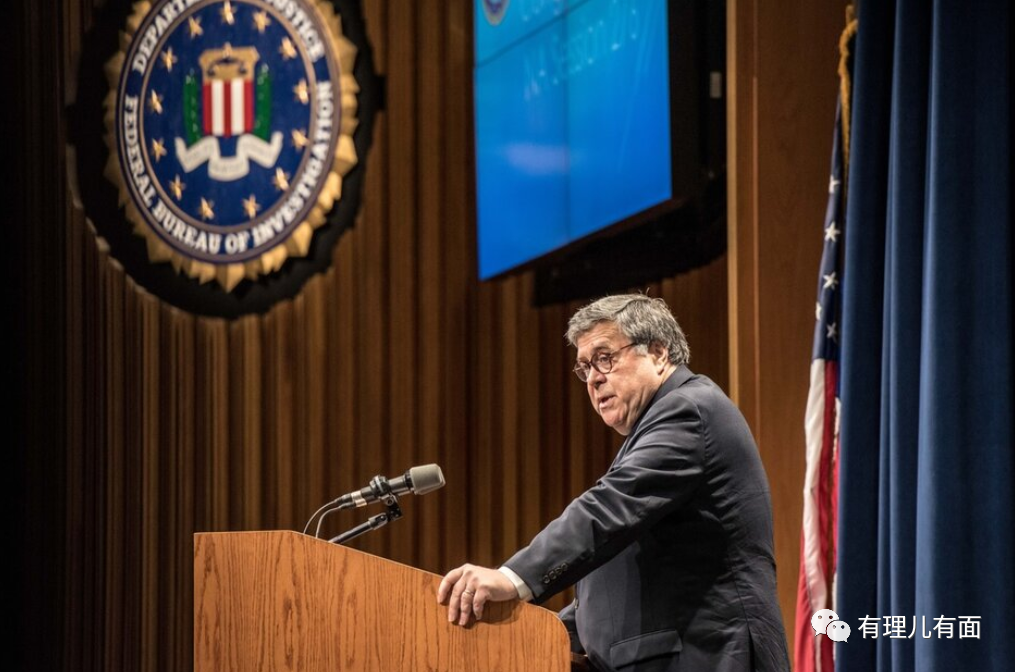 DEPARTMENT OF JUSTICE
FEDERAL BUREAU OF INVESTIGATION
有理儿有面